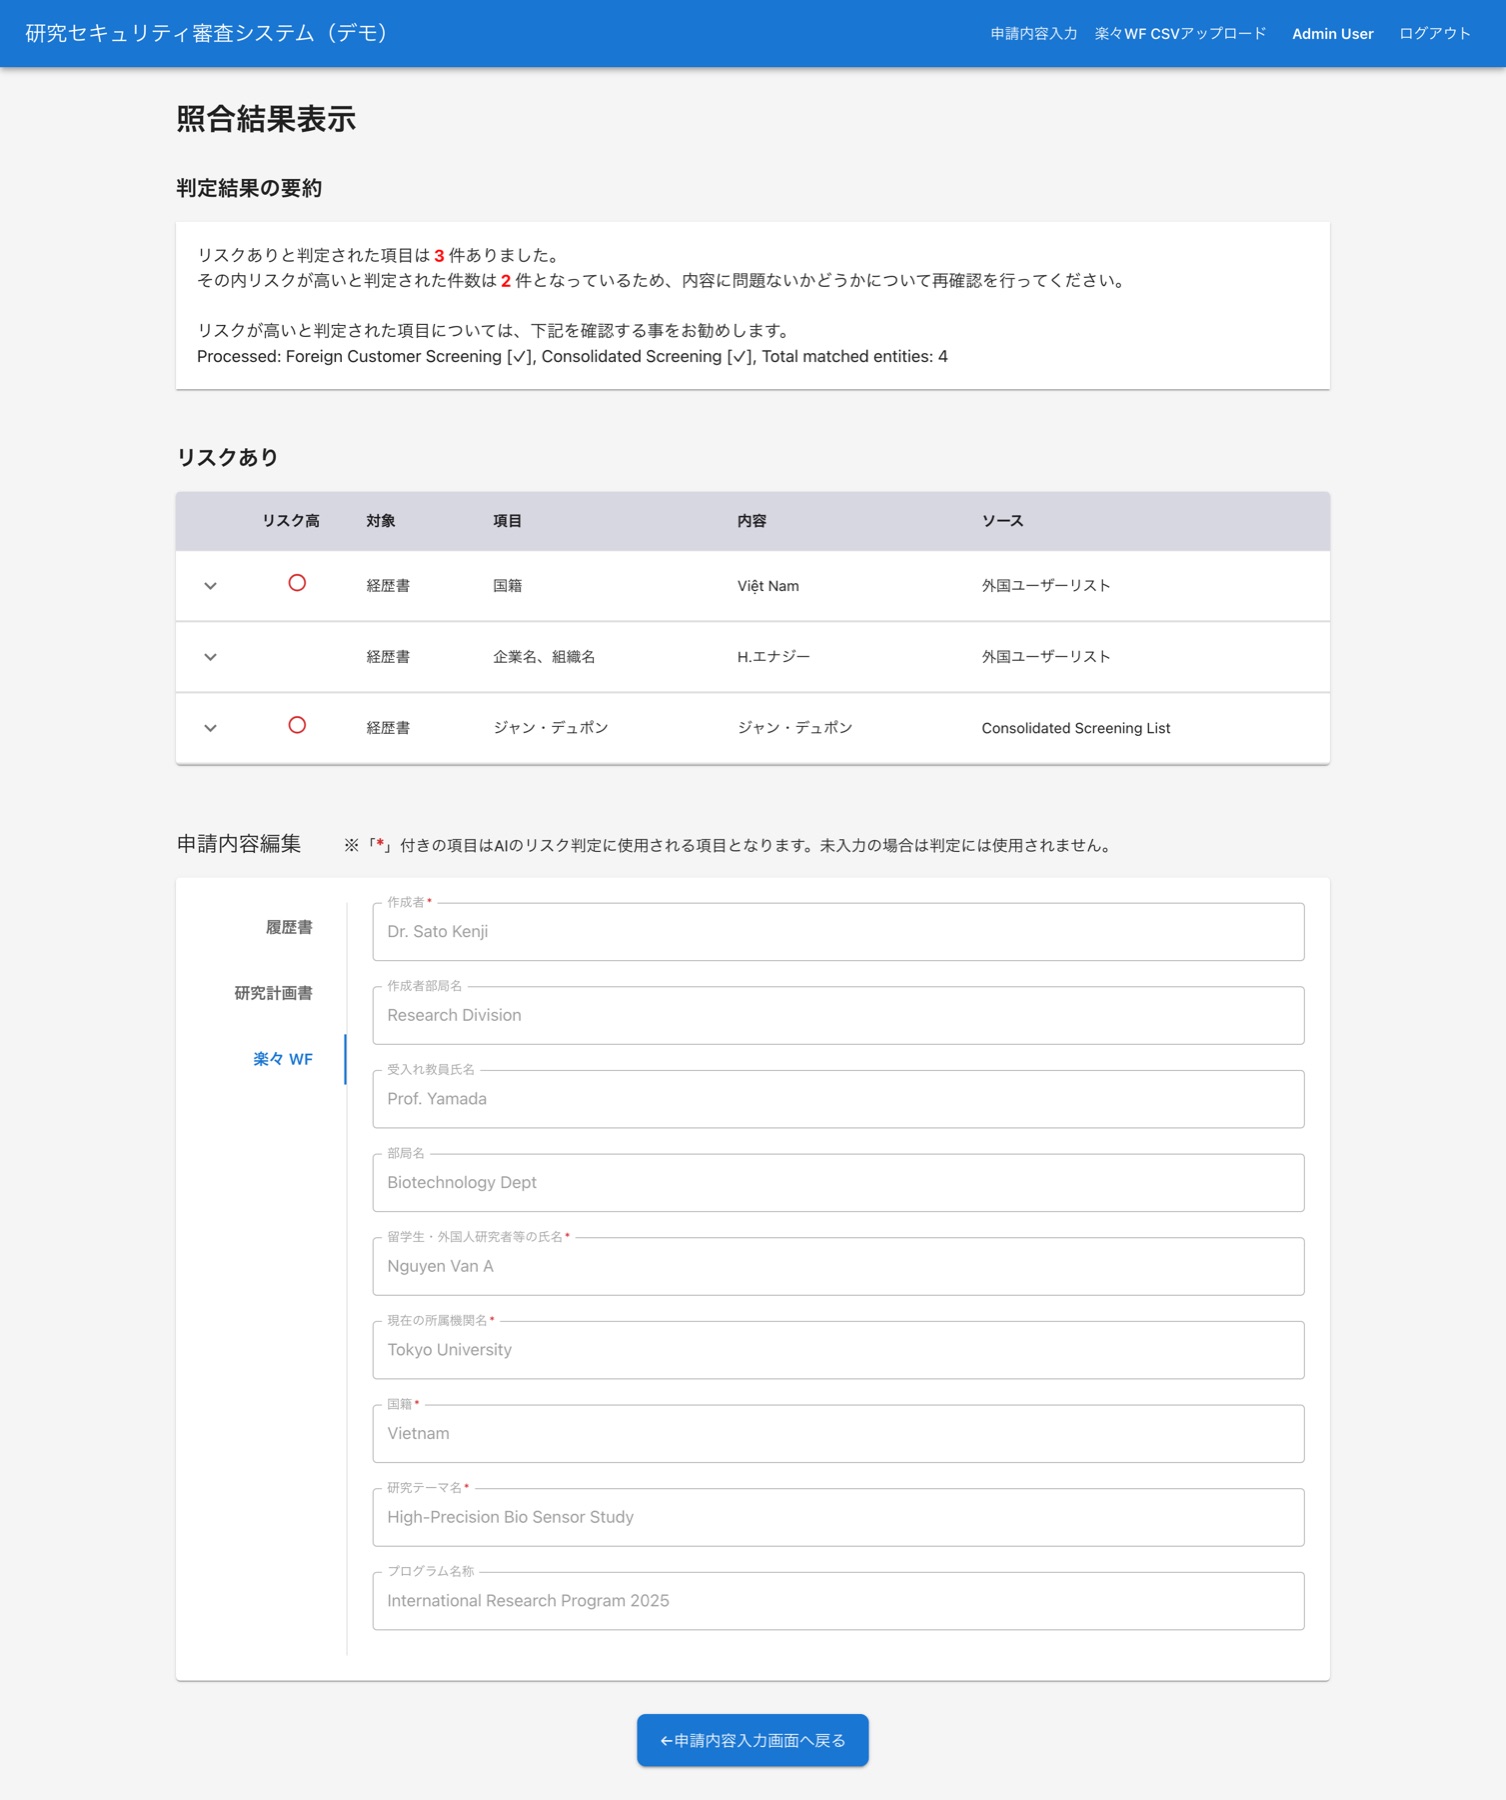 研究セキュリティ審査システム（デモ）
申請内容入力 楽々WF CSVアップロード Admin User ログアウト
照合結果表示
判定結果の要約
リスクありと判定された項目は 3 件ありました。
その内リスクが高いと判定された件数は 2 件となっているため、内容に問題ないかどうかについて再確認を行ってください。
リスクが高いと判定された項目については、下記を確認する事をお勧めします。
Processed: Foreign Customer Screening [✓], Consolidated Screening [✓], Total matched entities: 4
リスクあり
リスク高 対象 項目 内容 ソース
経歴書 国籍 Việt Nam 外国ユーザーリスト
経歴書 企業名、組織名 H.エナジー 外国ユーザーリスト
経歴書 ジャン・デュポン ジャン・デュポン Consolidated Screening List
申請内容編集 ※「*」付きの項目はAIのリスク判定に使用される項目となります。未入力の場合は判定には使用されません。
履歴書
研究計画書
楽々 WF
作成者*
Dr. Sato Kenji
作成者部局名
Research Division
受入れ教員氏名
Prof. Yamada
部局名
Biotechnology Dept
留学生・外国人研究者等の氏名*
Nguyen Van A
現在の所属機関名*
Tokyo University
国籍*
Vietnam
研究テーマ名*
High-Precision Bio Sensor Study
プログラム名称
International Research Program 2025
←申請内容入力画面へ戻る